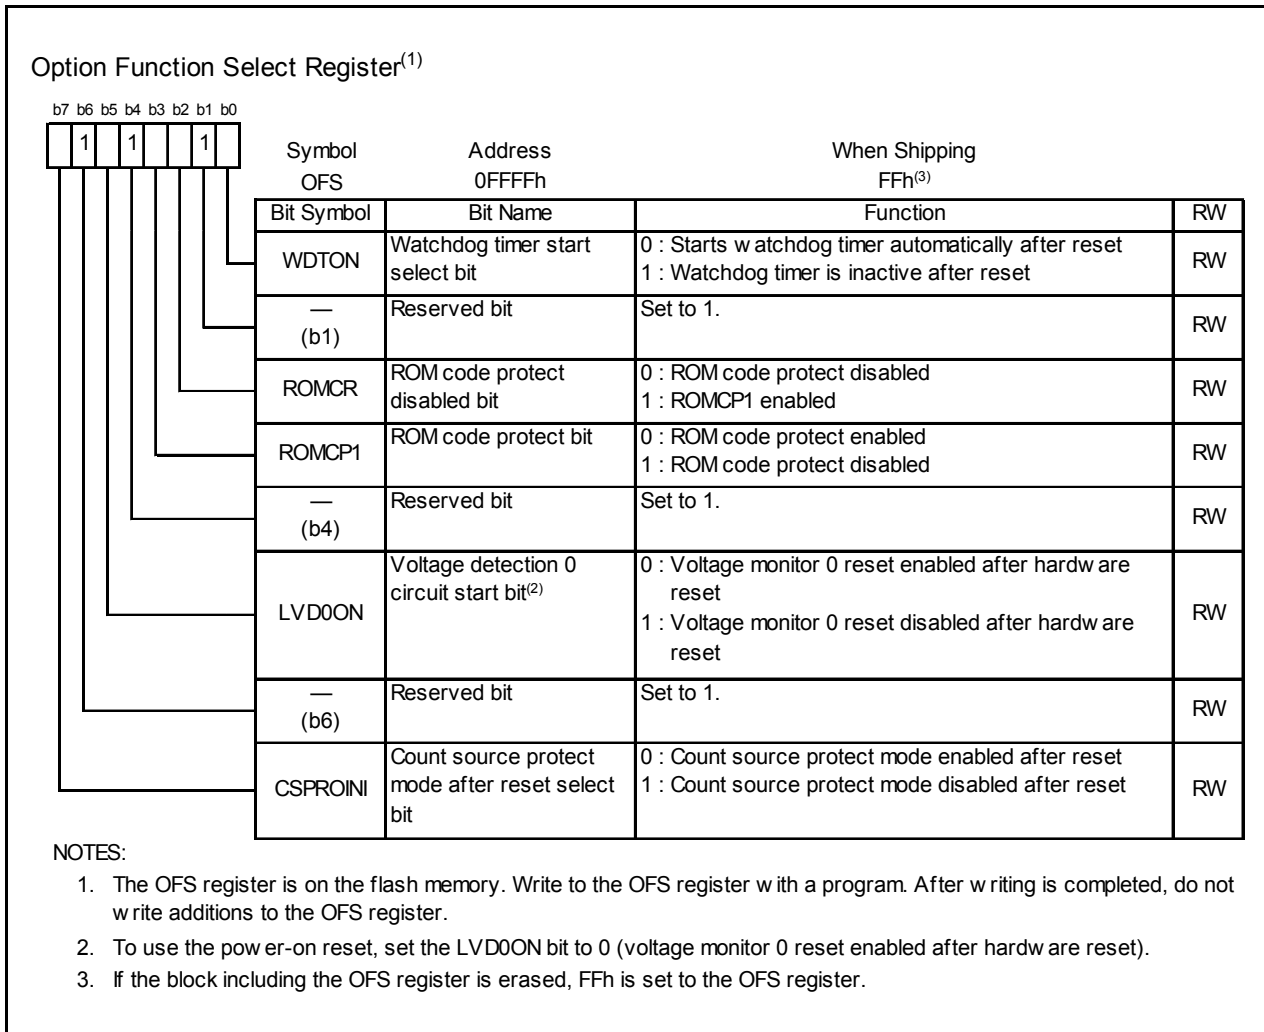 Option Function Select Register(1)
b7 b6 b5 b4 b3 b2 b1 b0
1 1 1
Symbol Address When Shipping
OFS 0FFFFh FFh(3)
Bit Symbol Bit Name Function RW
WDTON Watchdog timer start select bit 0 : Starts watchdog timer automatically after reset
1 : Watchdog timer is inactive after reset RW
— (b1) Reserved bit Set to 1. RW
ROMCR ROM code protect disabled bit 0 : ROM code protect disabled
1 : ROMCP1 enabled RW
ROMCP1 ROM code protect bit 0 : ROM code protect enabled
1 : ROM code protect disabled RW
— (b4) Reserved bit Set to 1. RW
LVD0ON Voltage detection 0 circuit start bit(2) 0 : Voltage monitor 0 reset enabled after hardware reset
1 : Voltage monitor 0 reset disabled after hardware reset RW
— (b6) Reserved bit Set to 1. RW
CSPROINI Count source protect mode after reset select bit 0 : Count source protect mode enabled after reset
1 : Count source protect mode disabled after reset RW
NOTES:
1. The OFS register is on the flash memory. Write to the OFS register with a program. After writing is completed, do not
write additions to the OFS register.
2. To use the power-on reset, set the LVD0ON bit to 0 (voltage monitor 0 reset enabled after hardware reset).
3. If the block including the OFS register is erased, FFh is set to the OFS register.